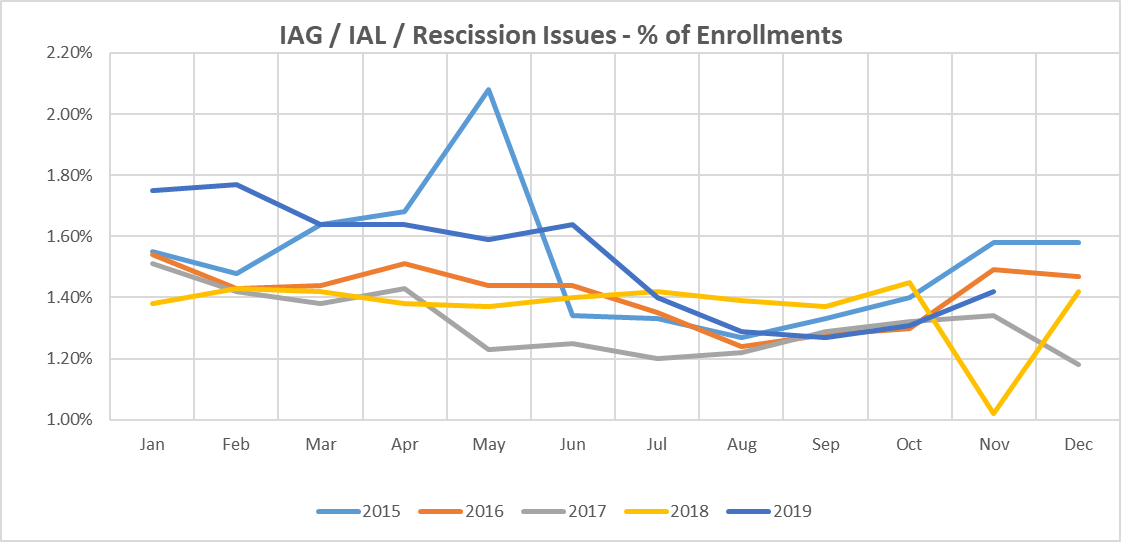 IAG / IAL / Rescission Issues - % of Enrollments
2.20%
2.00%
1.80%
1.60%
1.40%
1.20%
1.00%
Jan Feb Mar Apr May Jun Jul Aug Sep Oct Nov Dec
2015 2016 2017 2018 2019